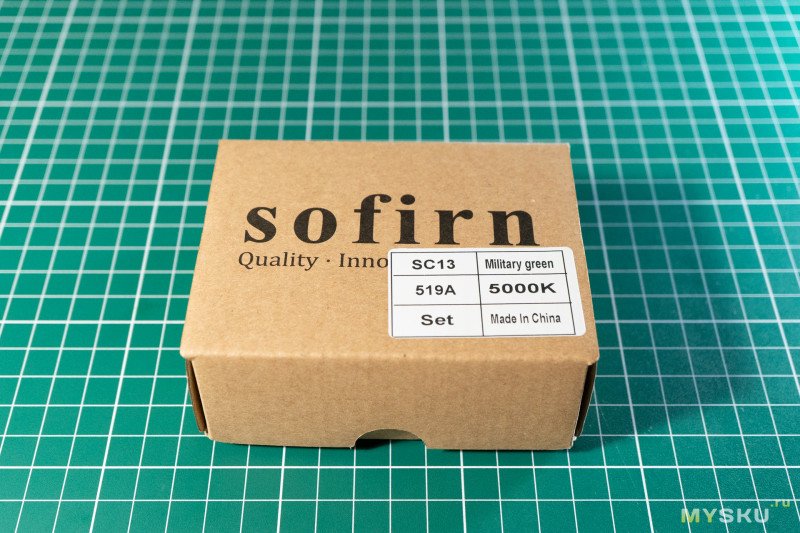 sofirn
Quality · Inno
SC13 Military green
519A 5000K
Set Made In China
MYSKU.ru